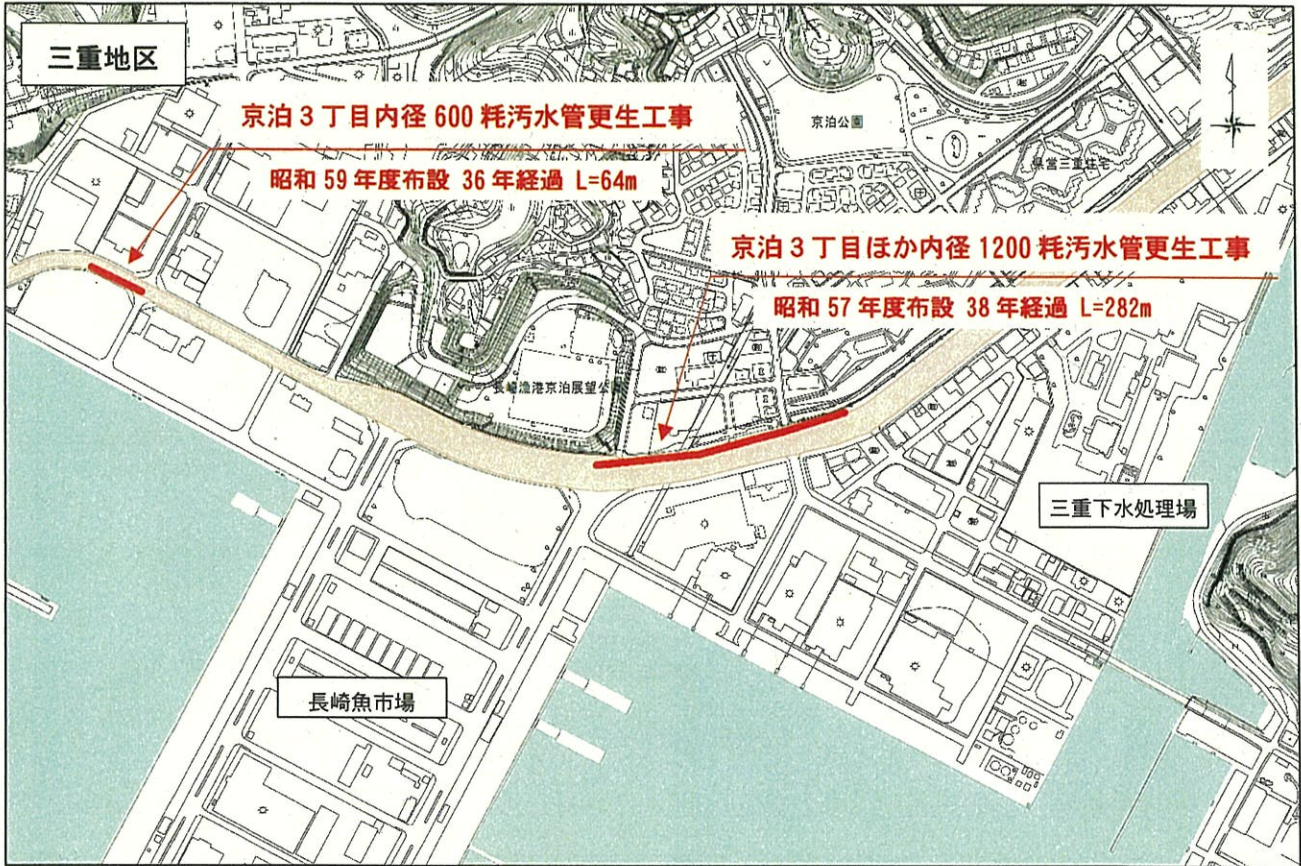 三重地区
京泊3丁目内径600粍汚水管更生工事
昭和59年度布設 36年経過 L=64m
京泊公園
県営三重住宅
京泊3丁目ほか内径1200粍汚水管更生工事
昭和57年度布設 38年経過 L=282m
長崎漁港京泊展望公
三重下水処理場
長崎魚市場